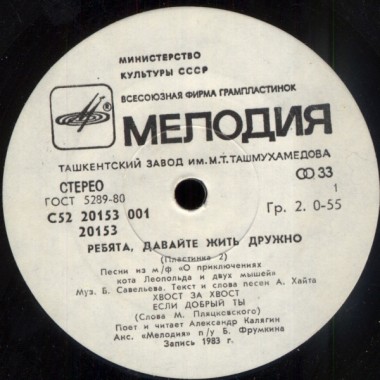 МИНИСТЕРСТВО
КУЛЬТУРЫ СССР
ВСЕСОЮЗНАЯ ФИРМА ГРАМПЛАСТИНОК
МЕЛОДИЯ
ТАШКЕНТСКИЙ ЗАВОД ИМ. М.Т. ТАШМУХАМЕДОВА
СТЕРЕО 33
ГОСТ 5289-80 1
С52 20153 001 Гр. 2. 0-55
20153
РЕБЯТА, ДАВАЙТЕ ЖИТЬ ДРУЖНО
(Пластинка 2)
Песни из м/ф "О приключениях
кота Леопольда и двух мышей"
Муз. Б. Савельева. Текст и слова песен А. Хайта
ХВОСТ ЗА ХВОСТ
ЕСЛИ ДОБРЫЙ ТЫ
(Слова М. Пляцковского)
Поет и читает Александр Калягин
Анс. «Мелодия» п/у Б. Фрумкина
Запись 1983 г.